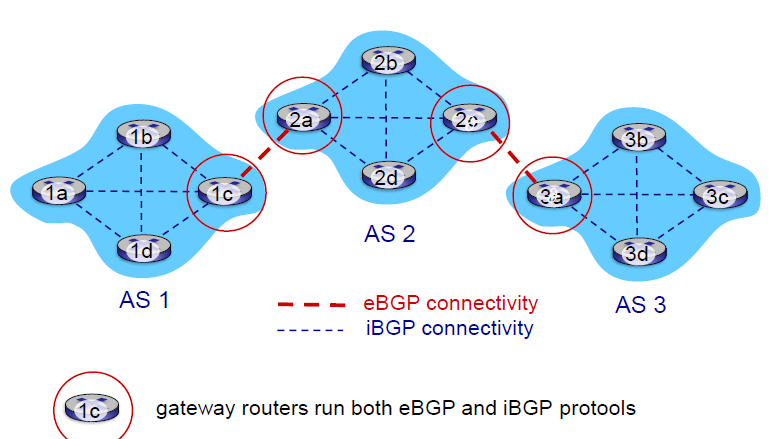 2b
2a
2c
1b
2d
3b
1a
1c
3a
3c
AS 2
1d
3d
AS 1
eBGP connectivity
AS 3
iBGP connectivity
1c
gateway routers run both eBGP and iBGP protools